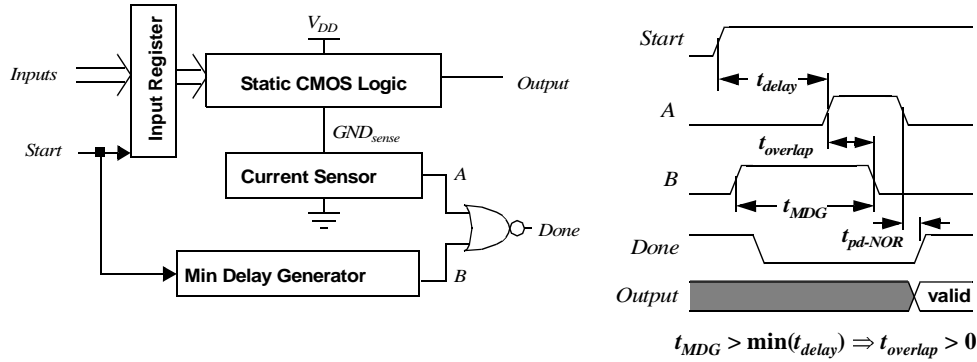 V_DD
Inputs
Input Register
Static CMOS Logic
Output
GND_sense
Start
Current Sensor
A
Done
Min Delay Generator
B
Start
t_delay
A
t_overlap
B
t_MDG
t_pd-NOR
Done
Output
valid
t_MDG > min(t_delay) ⇒ t_overlap > 0